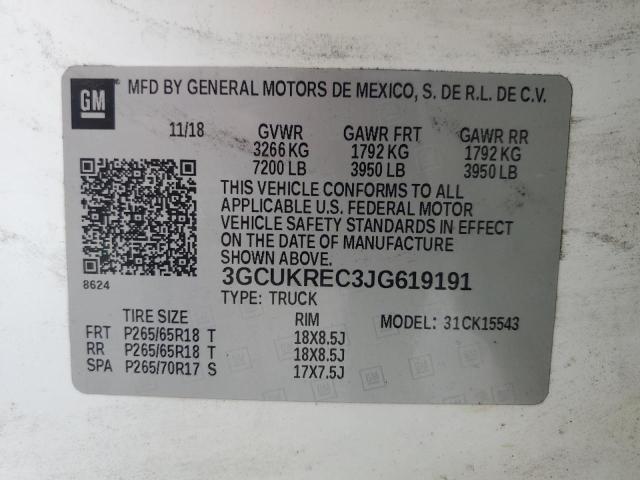 GM
MFD BY GENERAL MOTORS DE MEXICO, S. DE R.L. DE C.V.
11/18 GVWR GAWR FRT GAWR RR
3266 KG 1792 KG 1792 KG
7200 LB 3950 LB 3950 LB
THIS VEHICLE CONFORMS TO ALL
APPLICABLE U.S. FEDERAL MOTOR
VEHICLE SAFETY STANDARDS IN EFFECT
ON THE DATE OF MANUFACTURE
SHOWN ABOVE.
8624
3GCUKREC3JG619191
TYPE: TRUCK
TIRE SIZE RIM MODEL: 31CK15543
FRT P265/65R18 T 18X8.5J
RR P265/65R18 T 18X8.5J
SPA P265/70R17 S 17X7.5J